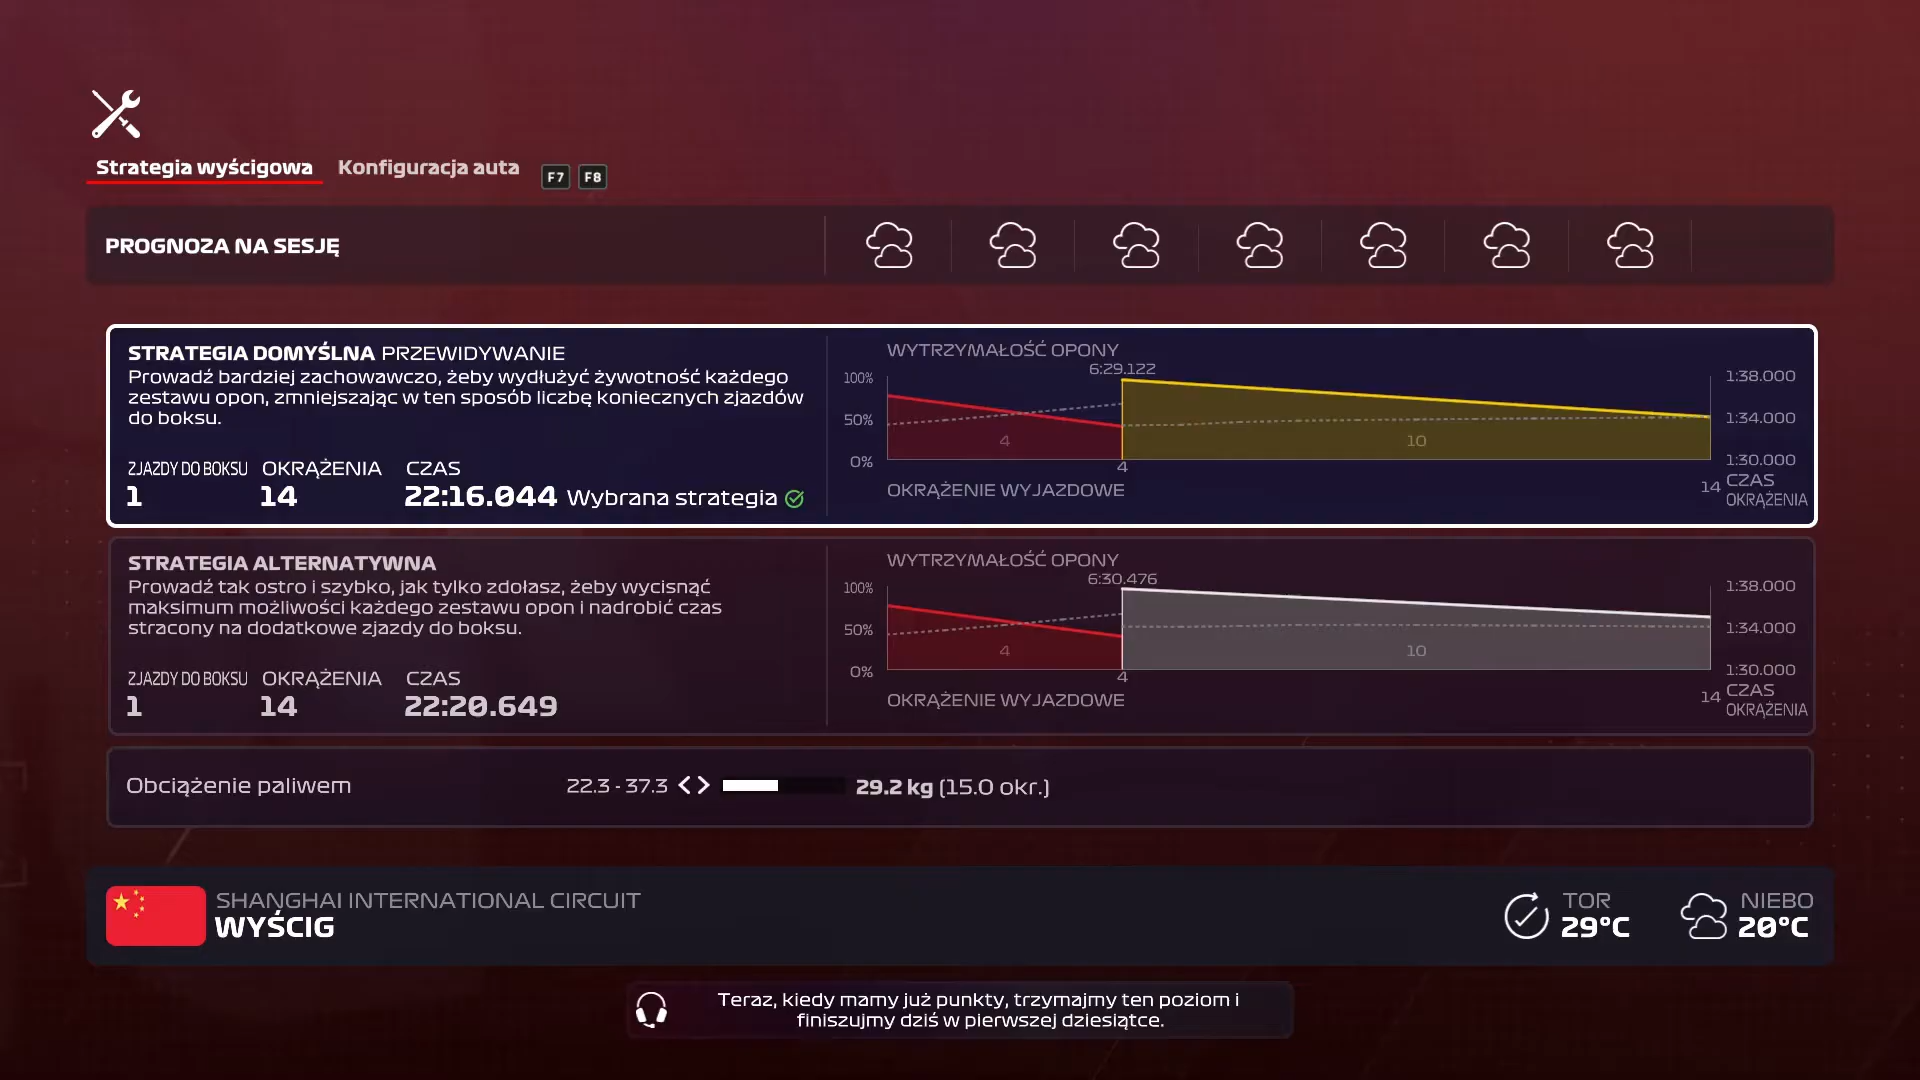 Strategia wyścigowa Konfiguracja auta F7 F8
PROGNOZA NA SESJĘ
STRATEGIA DOMYŚLNA PRZEWIDYWANIE
Prowadź bardziej zachowawczo, żeby wydłużyć żywotność każdego
zestawu opon, zmniejszając w ten sposób liczbę koniecznych zjazdów
do boksu.
ZJAZDY DO BOKSU OKRĄŻENIA CZAS
1 14 22:16.044 Wybrana strategia
WYTRZYMAŁOŚĆ OPONY
6:29.122
100% 1:38.000
50% 1:34.000
4 10
0% 1:30.000
4
OKRĄŻENIE WYJAZDOWE
14 CZAS
OKRĄŻENIA
STRATEGIA ALTERNATYWNA
Prowadź tak ostro i szybko, jak tylko zdołasz, żeby wycisnąć
maksimum możliwości każdego zestawu opon i nadrobić czas
stracony na dodatkowe zjazdy do boksu.
ZJAZDY DO BOKSU OKRĄŻENIA CZAS
1 14 22:20.649
WYTRZYMAŁOŚĆ OPONY
6:30.476
100% 1:38.000
50% 1:34.000
4 10
0% 1:30.000
4
OKRĄŻENIE WYJAZDOWE
14 CZAS
OKRĄŻENIA
Obciążenie paliwem 22.3 - 37.3 29.2 kg (15.0 okr.)
SHANGHAI INTERNATIONAL CIRCUIT
WYŚCIG
TOR
29°C
NIEBO
20°C
Teraz, kiedy mamy już punkty, trzymajmy ten poziom i
finiszujmy dziś w pierwszej dziesiątce.